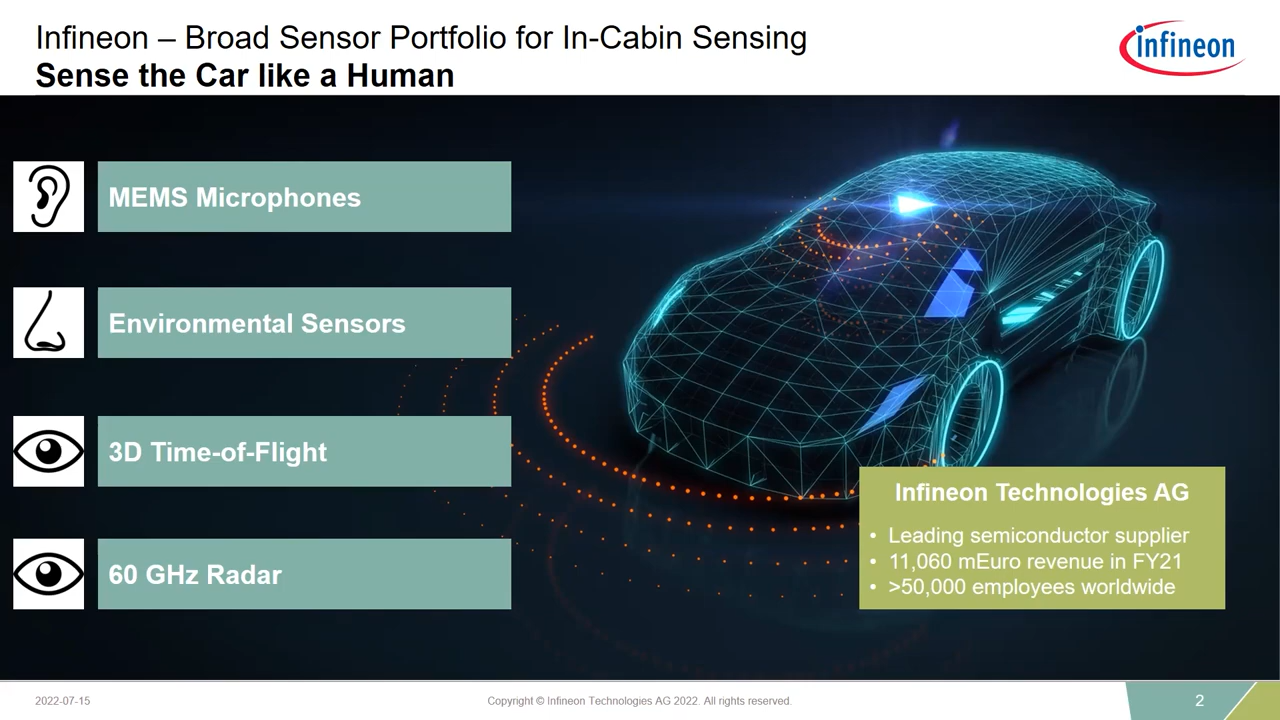 Infineon – Broad Sensor Portfolio for In-Cabin Sensing
Sense the Car like a Human
infineon
MEMS Microphones
Environmental Sensors
3D Time-of-Flight
60 GHz Radar
Infineon Technologies AG
• Leading semiconductor supplier
• 11,060 mEuro revenue in FY21
• >50,000 employees worldwide
2022-07-15
Copyright © Infineon Technologies AG 2022. All rights reserved.
2